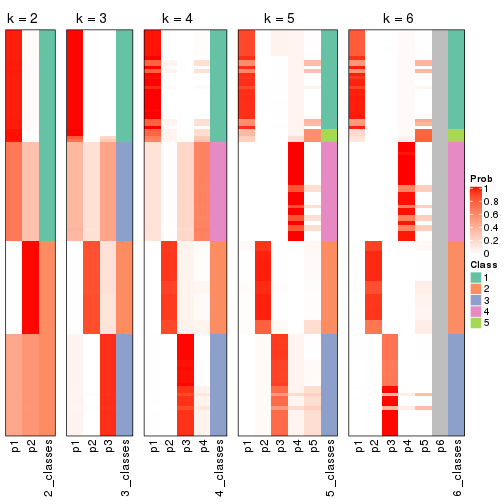 k = 2
k = 3
k = 4
k = 5
k = 6
Prob
1
0.8
0.6
0.4
0.2
0
Class
1
2
3
4
5
p1
p2
2_classes
p1
p2
p3
3_classes
p1
p2
p3
p4
4_classes
p1
p2
p3
p4
p5
5_classes
p1
p2
p3
p4
p5
p6
6_classes